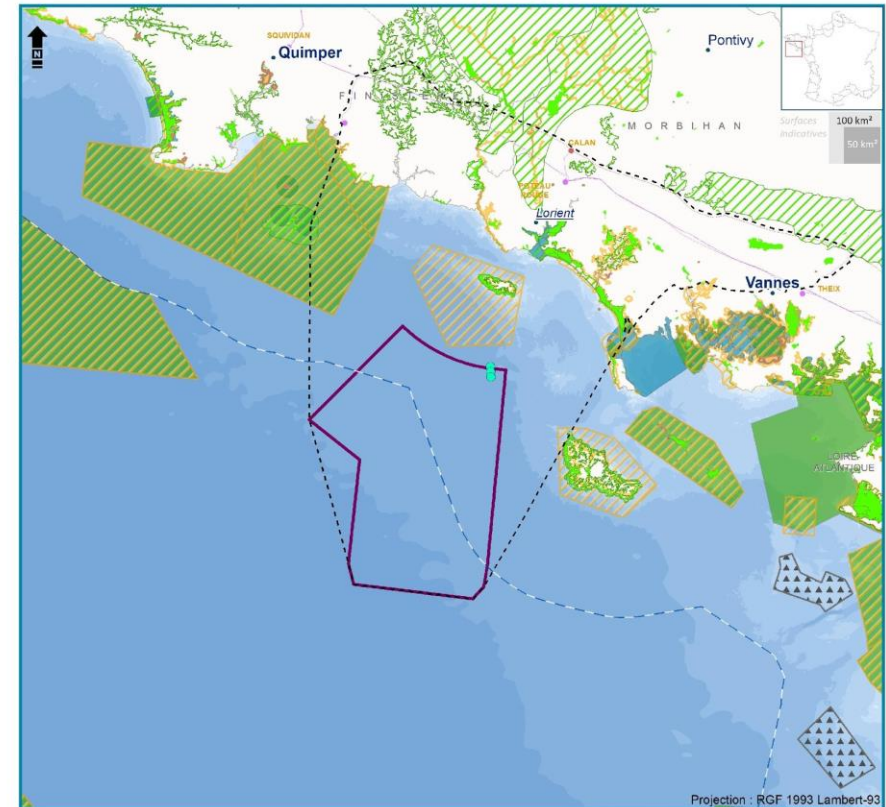 N
SQUIVIDAN
Quimper
Pontivy
Surfaces
indicatives
100 km²
50 km²
MORBIHAN
CALAN
Lorient
Vannes
THEIX
LOIRE
ATLANTIQUE
Projection : RGF 1993 Lambert-93